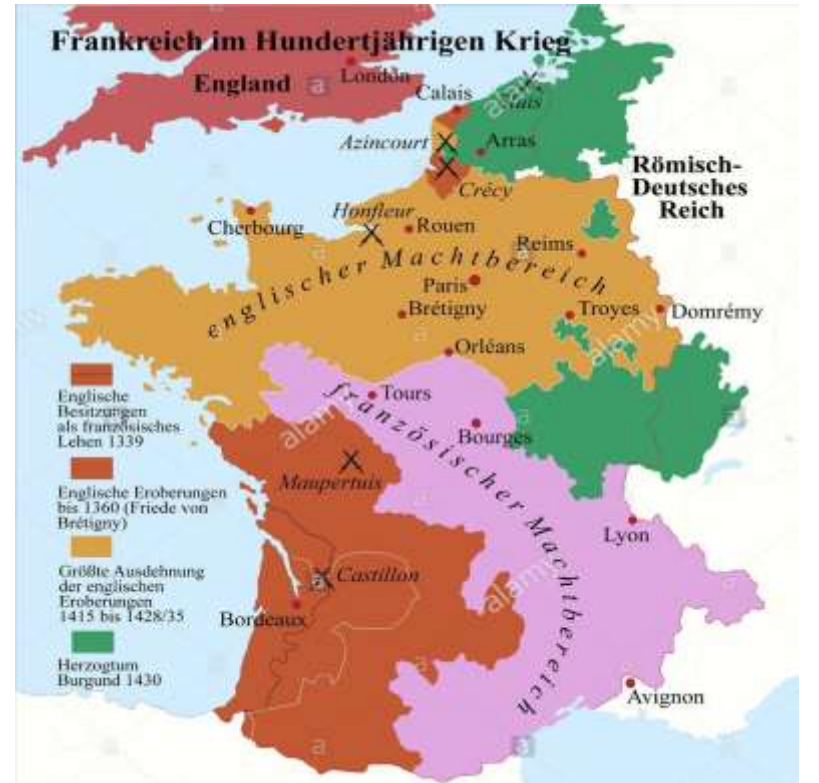 Frankreich im Hundertjährigen Krieg
London
England
Calais
Azincourt
Arras
Crécy
Römisch-
Deutsches
Reich
Honfleur
Cherbourg
Rouen
Reims
englischer Machtbereich
Paris
Brétigny
Troyes
Domrémy
Orléans
Tours
französischer Machtbereich
Bourges
Maupertuis
Lyon
Castillon
Bordeaux
Avignon
Englische
Besitzungen
als französisches
Lehen 1339
Englische Eroberungen
bis 1360 (Friede von
Brétigny)
Größte Ausdehnung
der englischen
Eroberungen
1415 bis 1428/35
Herzogtum
Burgund 1430
alamy
alamy
alamy
a
a
a
a